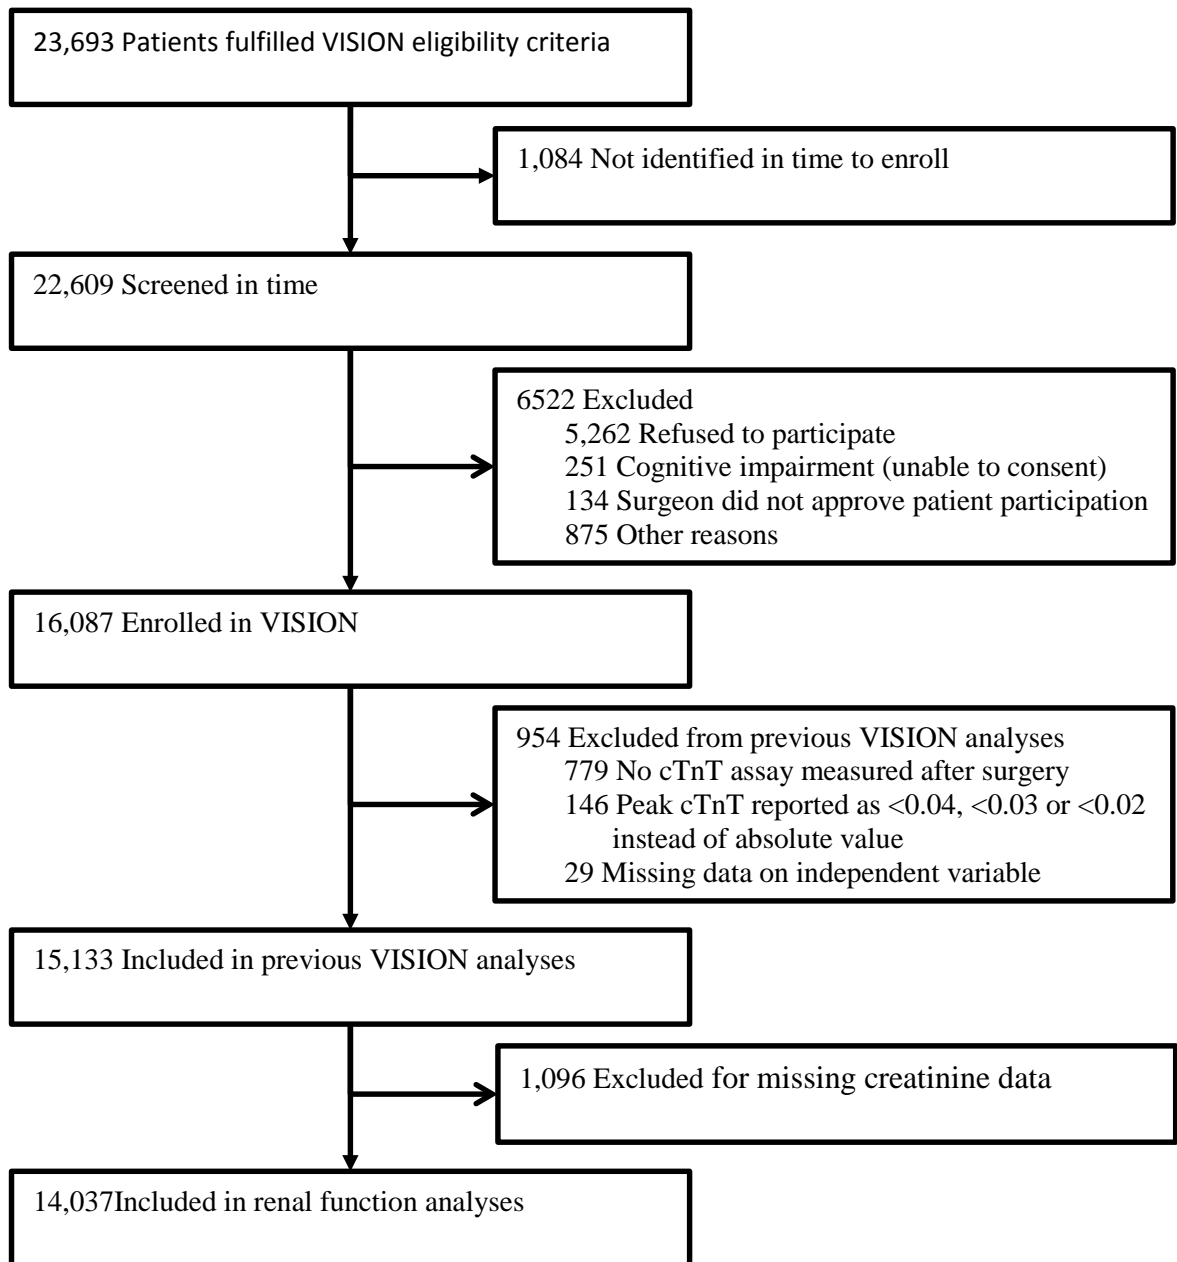 23,693 Patients fulfilled VISION eligibility criteria
1,084 Not identified in time to enroll
22,609 Screened in time
6522 Excluded
5,262 Refused to participate
251 Cognitive impairment (unable to consent)
134 Surgeon did not approve patient participation
875 Other reasons
16,087 Enrolled in VISION
954 Excluded from previous VISION analyses
779 No cTnT assay measured after surgery
146 Peak cTnT reported as <0.04, <0.03 or <0.02
instead of absolute value
29 Missing data on independent variable
15,133 Included in previous VISION analyses
1,096 Excluded for missing creatinine data
14,037Included in renal function analyses